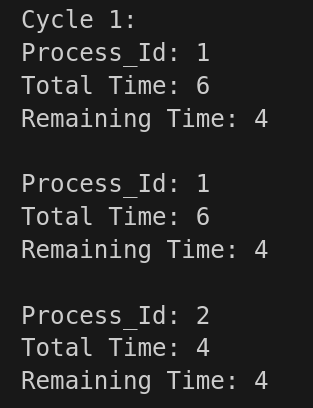 Cycle 1:
Process_Id: 1
Total Time: 6
Remaining Time: 4
Process_Id: 1
Total Time: 6
Remaining Time: 4
Process_Id: 2
Total Time: 4
Remaining Time: 4